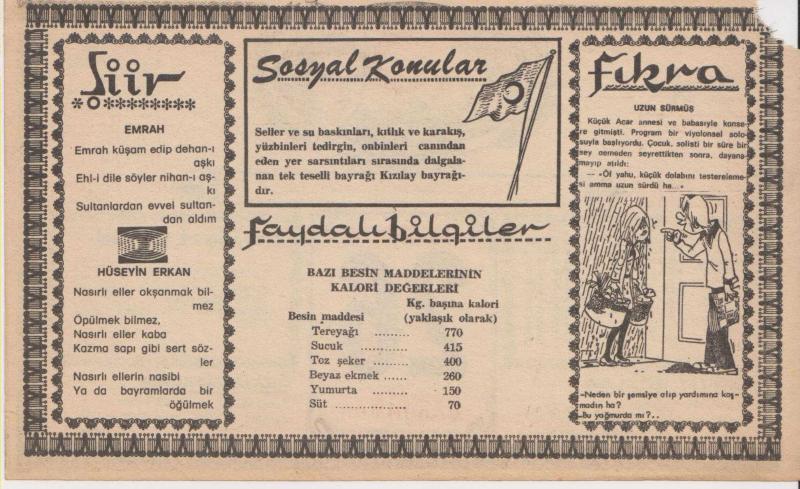 Şiir
EMRAH
Emrah küşam edip dehan-ı
aşkı
Ehl-i dile söyler nihan-ı aş-
kı
Sultanlardan evvel sultan-
dan aldım
HÜSEYİN ERKAN
Nasırlı eller okşanmak bil-
mez
Öpülmek bilmez,
Nasırlı eller kaba
Kazma sapı gibi sert söz-
ler
Nasırlı ellerin nasibi
Ya da bayramlarda bir
öğülmek
Sosyal Konular
Seller ve su baskınları, kıtlık ve karakış,
yüzbinleri tedirgin, onbinleri canından
eden yer sarsıntıları sırasında dalgala-
nan tek teselli bayrağı Kızılay bayrağı-
dır.
Faydalı bilgiler
BAZI BESİN MADDELERİNİN
KALORİ DEĞERLERİ
Kg. başına kalori
Besin maddesi (yaklaşık olarak)
Tereyağı ......... 770
Sucuk ............ 415
Toz şeker ........ 400
Beyaz ekmek ...... 260
Yumurta .......... 150
Süt .............. 70
Fıkra
UZUN SÜRMÜŞ
Küçük Acar annesi ve babasıyle konse
re gitmişti. Program bir viyolonsel solo
suyla başlıyordu. Çocuk, solisti bir süre bir
şey demeden seyrettikten sonra, dayana
mayıp atıldı:
— «Öf yahu, küçük dolabını testereleme
si amma uzun sürdü ha...»
—Neden bir şemsiye alıp yardımına koş-
madın ha?
—Bu yağmurda mı?..